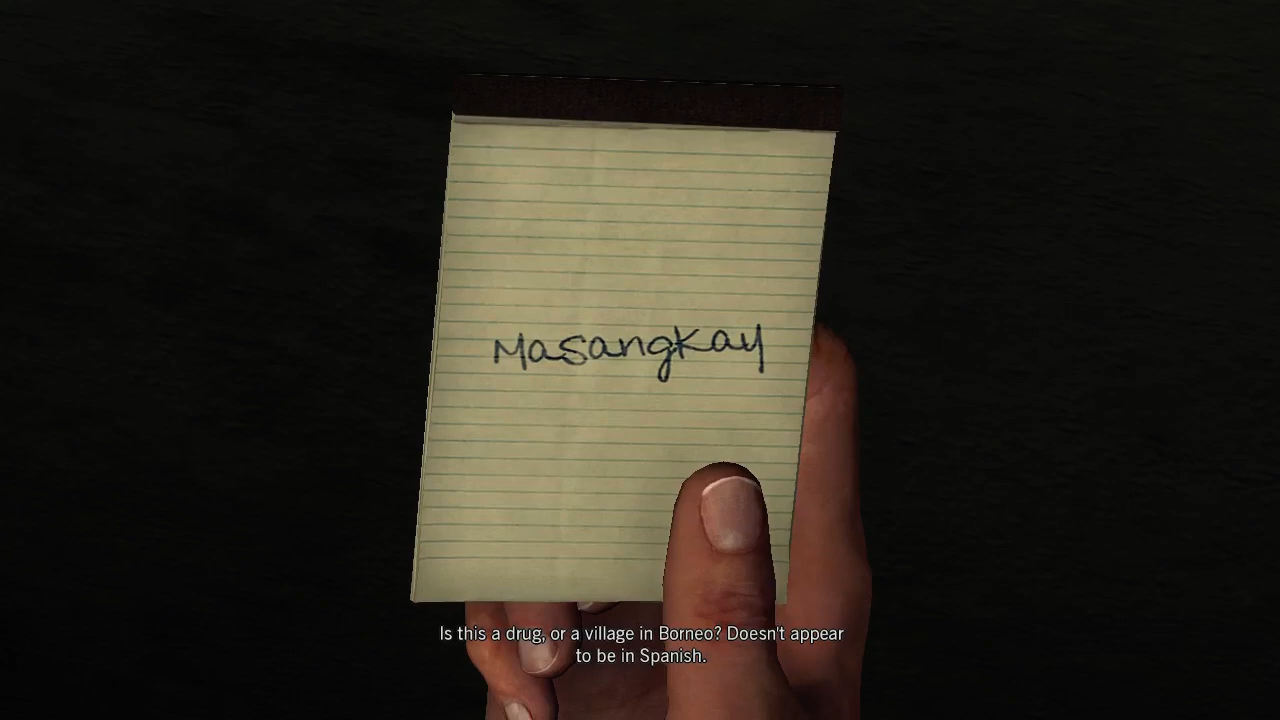 Masangkay
Is this a drug, or a village in Borneo? Doesn't appear
to be in Spanish.